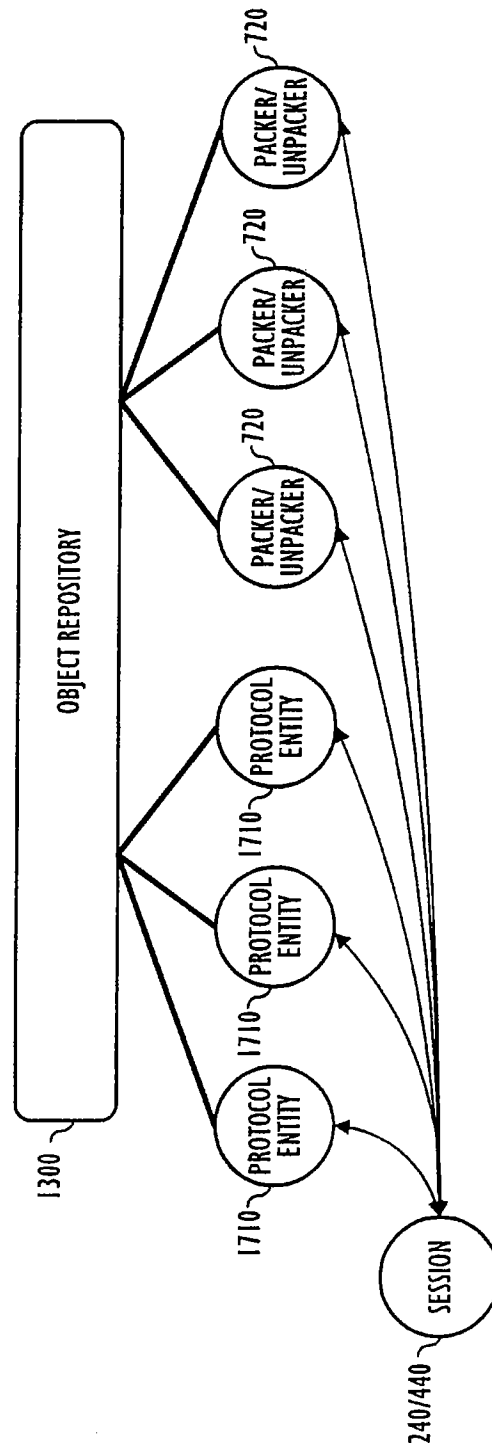 1300
OBJECT REPOSITORY
1710
PROTOCOL
ENTITY
1710
PROTOCOL
ENTITY
1710
PROTOCOL
ENTITY
720
PACKER/
UNPACKER
720
PACKER/
UNPACKER
720
PACKER/
UNPACKER
SESSION
240/440